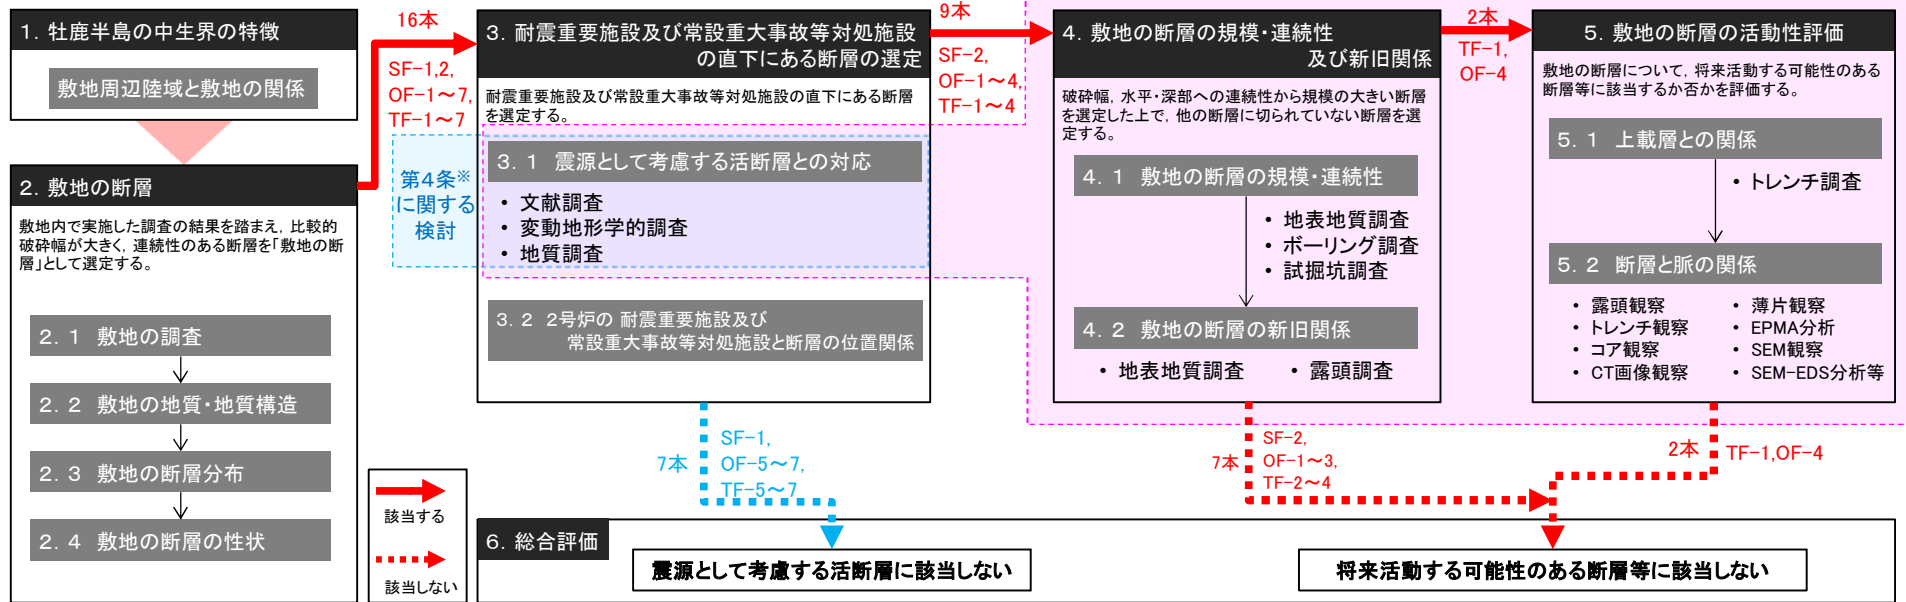 1. 牡鹿半島の中生界の特徴
敷地周辺陸域と敷地の関係
2. 敷地の断層
敷地内で実施した調査の結果を踏まえ, 比較的
破砕幅が大きく, 連続性のある断層を「敷地の断
層」として選定する。
2. 1 敷地の調査
2. 2 敷地の地質・地質構造
2. 3 敷地の断層分布
2. 4 敷地の断層の性状
16本
SF-1,2,
OF-1～7,
TF-1～7
第4条※
に関する
検討
該当する
該当しない
3. 耐震重要施設及び常設重大事故等対処施設
の直下にある断層の選定
耐震重要施設及び常設重大事故等対処施設の直下にある断層
を選定する。
3. 1 震源として考慮する活断層との対応
・ 文献調査
・ 変動地形学的調査
・ 地質調査
3. 2 2号炉の 耐震重要施設及び
常設重大事故等対処施設と断層の位置関係
7本
SF-1,
OF-5～7,
TF-5～7
9本
SF-2,
OF-1～4,
TF-1～4
4. 敷地の断層の規模・連続性
及び新旧関係
破砕幅, 水平・深部への連続性から規模の大きい断層
を選定した上で, 他の断層に切られていない断層を選
定する。
4. 1 敷地の断層の規模・連続性
・ 地表地質調査
・ ボーリング調査
・ 試掘坑調査
4. 2 敷地の断層の新旧関係
・ 地表地質調査 ・ 露頭調査
7本
SF-2,
OF-1～3,
TF-2～4
2本
TF-1,
OF-4
5. 敷地の断層の活動性評価
敷地の断層について, 将来活動する可能性のある
断層等に該当するか否かを評価する。
5. 1 上載層との関係
・ トレンチ調査
5. 2 断層と脈の関係
・ 露頭観察 ・ 薄片観察
・ トレンチ観察 ・ EPMA分析
・ コア観察 ・ SEM観察
・ CT画像観察 ・ SEM-EDS分析等
2本
TF-1,OF-4
6. 総合評価
震源として考慮する活断層に該当しない
将来活動する可能性のある断層等に該当しない